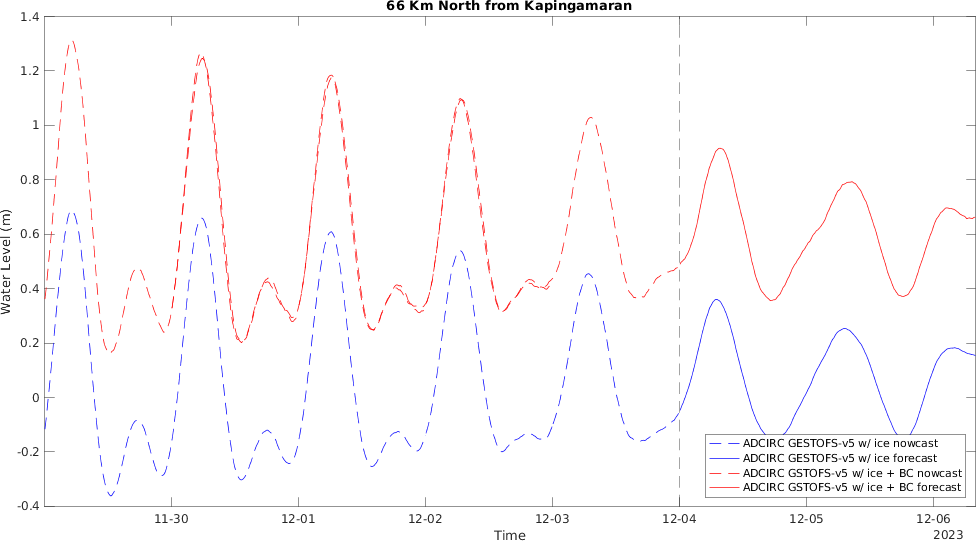 66 Km North from Kapingamaran
1.4
1.2
1
0.8
0.6
0.4
0.2
0
-0.2
-0.4
Water Level (m)
11-30
12-01
12-02
12-03
12-04
12-05
12-06
Time
2023
ADCIRC GESTOFS-v5 w/ ice nowcast
ADCIRC GESTOFS-v5 w/ ice forecast
ADCIRC GSTOFS-v5 w/ ice + BC nowcast
ADCIRC GSTOFS-v5 w/ ice + BC forecast